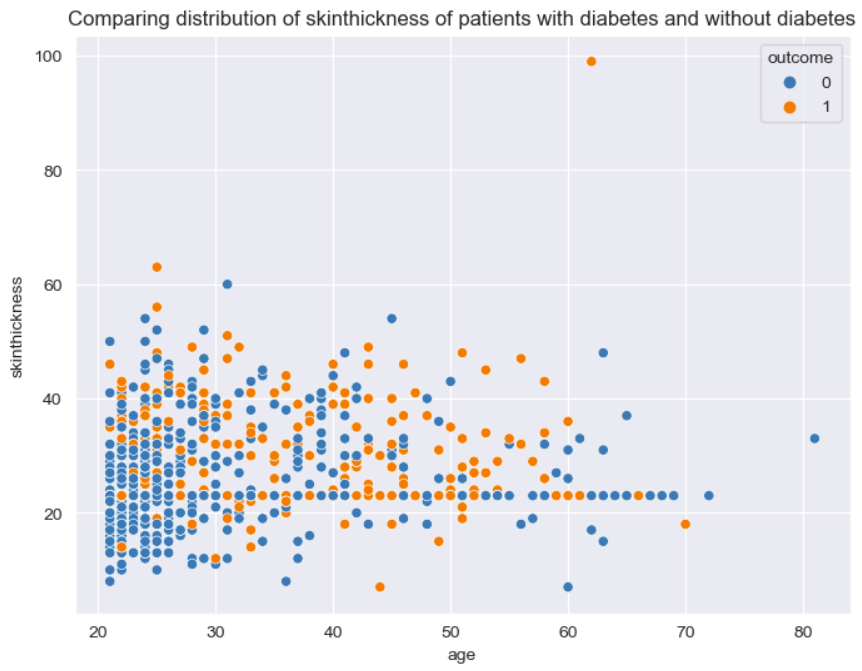 Comparing distribution of skinthickness of patients with diabetes and without diabetes
outcome
0
1
100
80
60
40
20
skinthickness
20 30 40 50 60 70 80
age